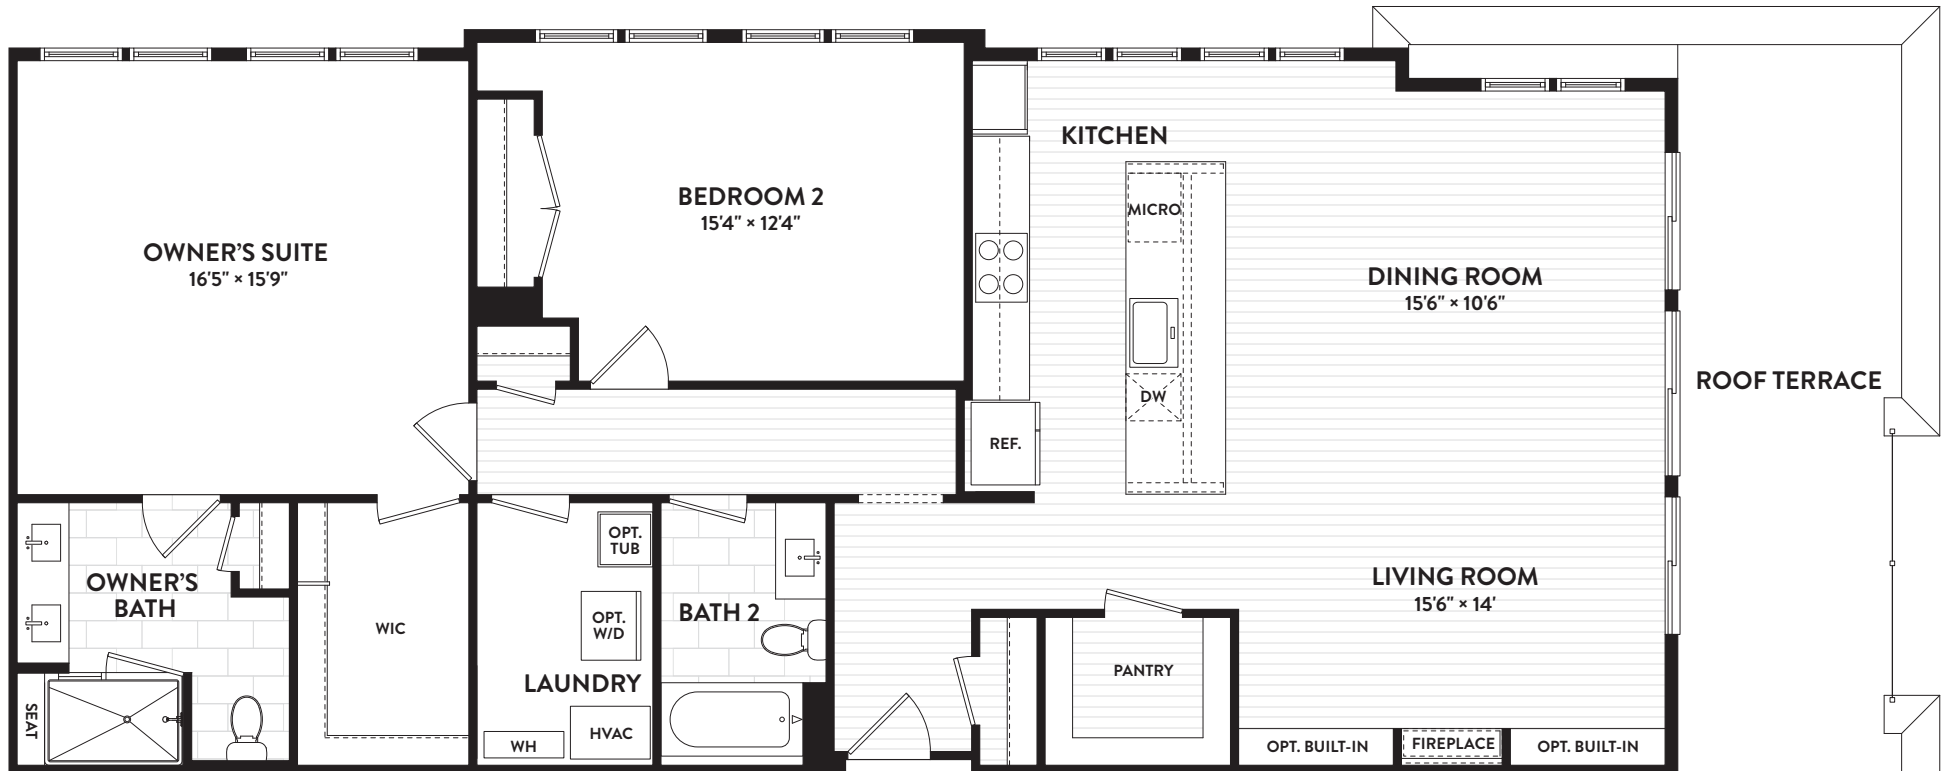 KITCHEN
BEDROOM 2
15'4" × 12'4"
MICRO
OWNER'S SUITE
16'5" × 15'9"
DINING ROOM
15'6" × 10'6"
ROOF TERRACE
DW
REF.
OPT.
TUB
OWNER'S
BATH
LIVING ROOM
15'6" × 14'
OPT.
W/D
BATH 2
WIC
PANTRY
LAUNDRY
SEAT
HVAC
WH
OPT. BUILT-IN
FIREPLACE
OPT. BUILT-IN